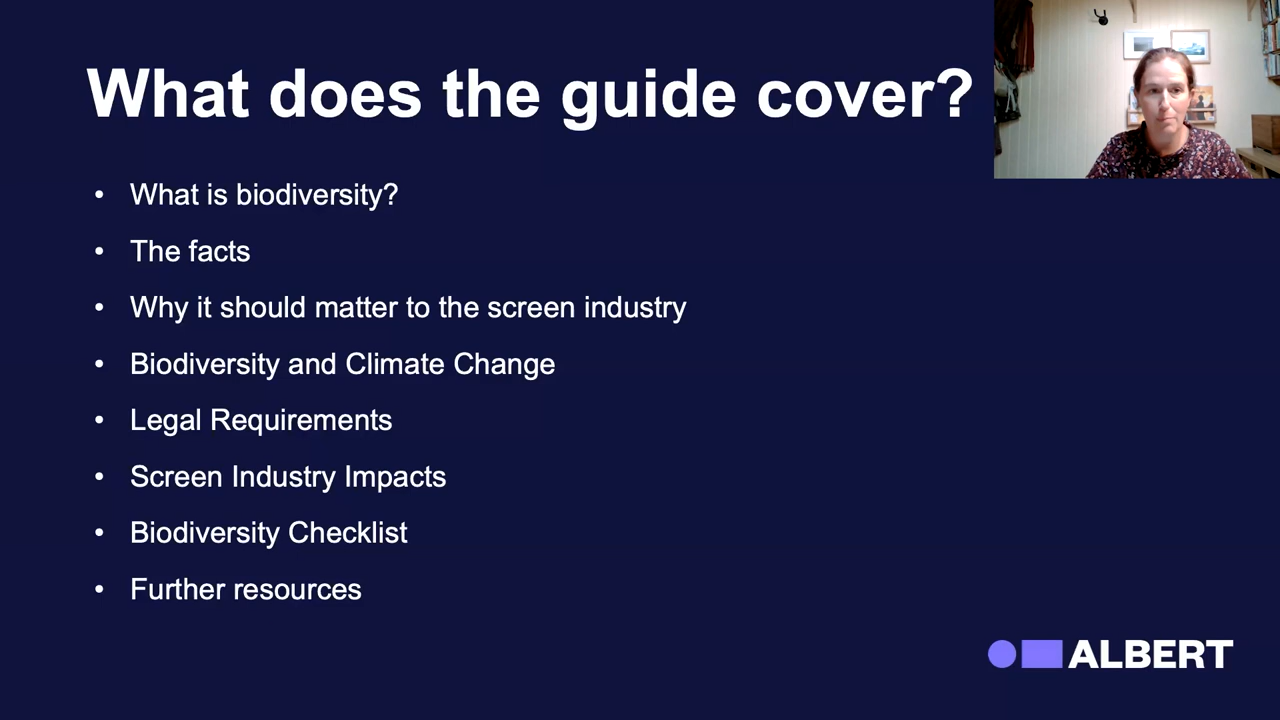 What does the guide cover?
• What is biodiversity?
• The facts
• Why it should matter to the screen industry
• Biodiversity and Climate Change
• Legal Requirements
• Screen Industry Impacts
• Biodiversity Checklist
• Further resources
ALBERT